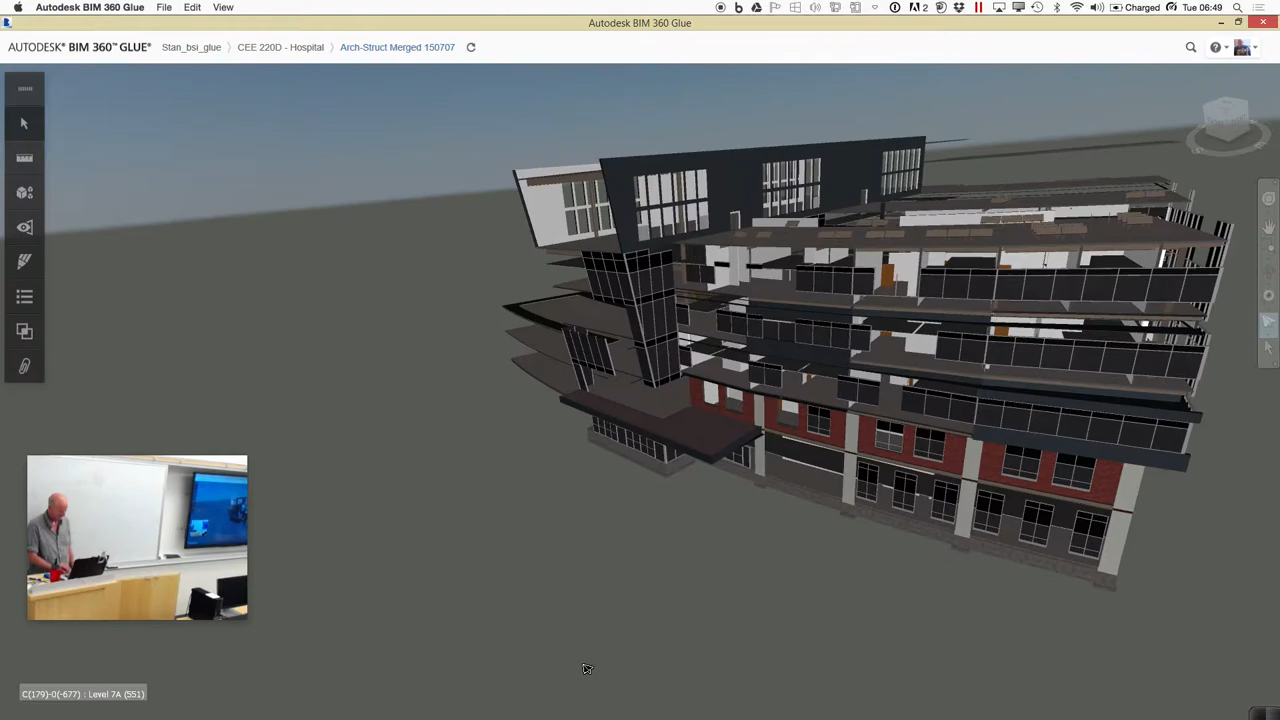 Autodesk BIM 360 Glue File Edit View
2 Charged Tue 06:49
Autodesk BIM 360 Glue
AUTODESK® BIM 360™ GLUE® Stan_bsi_glue CEE 220D - Hospital Arch-Struct Merged 150707
C(179)-0(-677) : Level 7A (551)